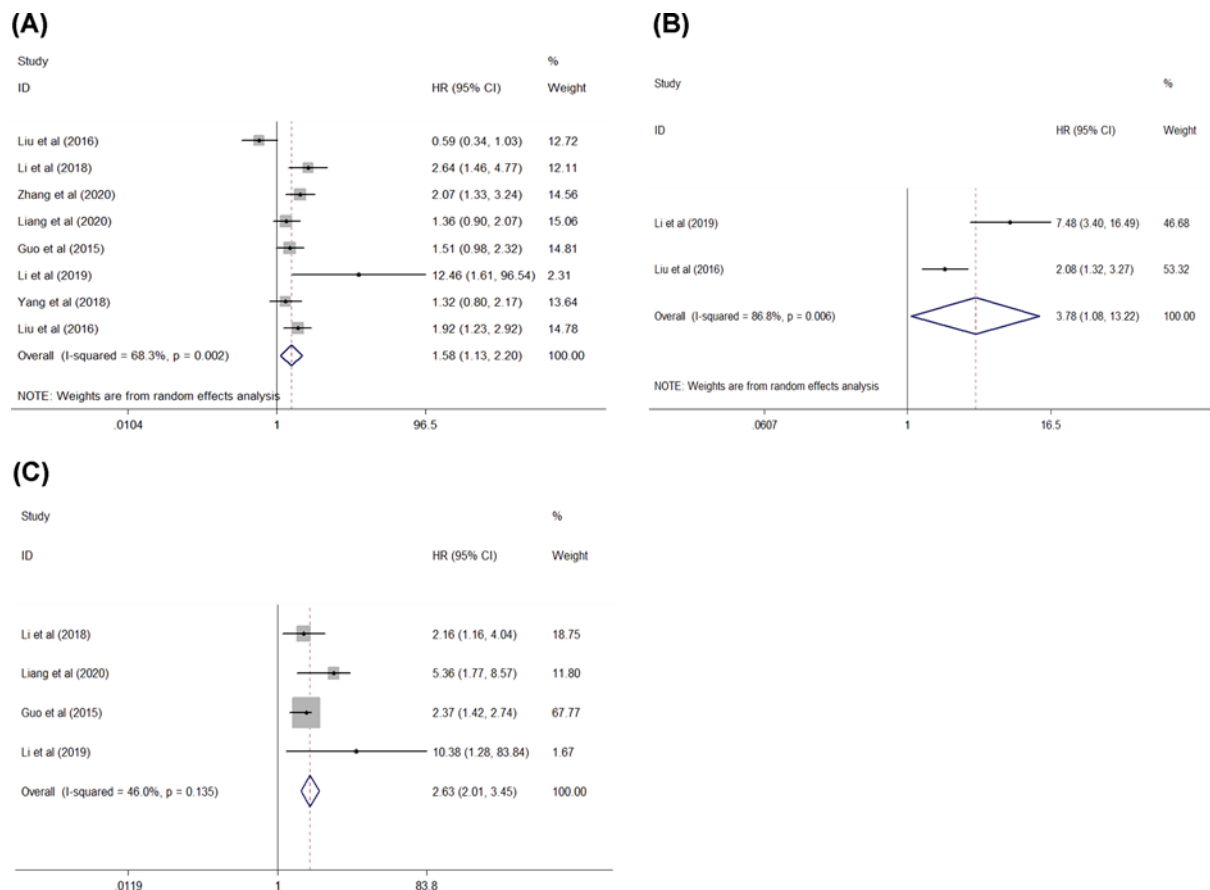 (A)
Study %
ID HR (95% CI) Weight
Liu et al (2016) 0.59 (0.34, 1.03) 12.72
Li et al (2018) 2.64 (1.46, 4.77) 12.11
Zhang et al (2020) 2.07 (1.33, 3.24) 14.56
Liang et al (2020) 1.36 (0.90, 2.07) 15.06
Guo et al (2015) 1.51 (0.98, 2.32) 14.81
Li et al (2019) 12.46 (1.61, 96.54) 2.31
Yang et al (2018) 1.32 (0.80, 2.17) 13.64
Liu et al (2016) 1.92 (1.23, 2.92) 14.78
Overall (I-squared = 68.3%, p = 0.002) 1.58 (1.13, 2.20) 100.00
NOTE: Weights are from random effects analysis
.0104 1 96.5
(B)
Study %
ID HR (95% CI) Weight
Li et al (2019) 7.48 (3.40, 16.49) 46.68
Liu et al (2016) 2.08 (1.32, 3.27) 53.32
Overall (I-squared = 86.8%, p = 0.006) 3.78 (1.08, 13.22) 100.00
NOTE: Weights are from random effects analysis
.0607 1 16.5
(C)
Study %
ID HR (95% CI) Weight
Li et al (2018) 2.16 (1.16, 4.04) 18.75
Liang et al (2020) 5.36 (1.77, 8.57) 11.80
Guo et al (2015) 2.37 (1.42, 2.74) 67.77
Li et al (2019) 10.38 (1.28, 83.84) 1.67
Overall (I-squared = 46.0%, p = 0.135) 2.63 (2.01, 3.45) 100.00
.0119 1 83.8